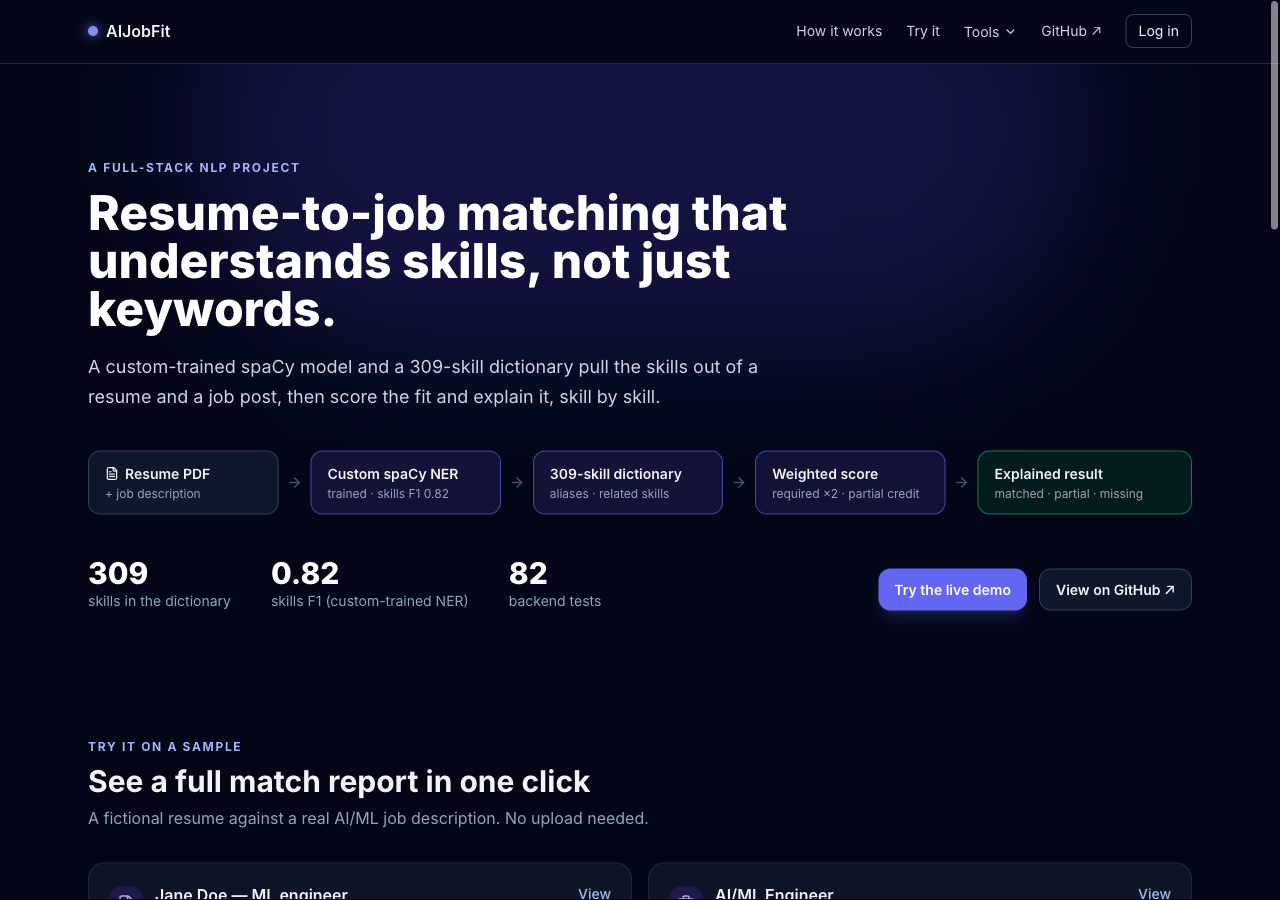 AIJobFit
How it works
Try it
Tools
GitHub ↗
Log in
A FULL-STACK NLP PROJECT
Resume-to-job matching that
understands skills, not just
keywords.
A custom-trained spaCy model and a 309-skill dictionary pull the skills out of a
resume and a job post, then score the fit and explain it, skill by skill.
Resume PDF
+ job description
→
Custom spaCy NER
trained · skills F1 0.82
→
309-skill dictionary
aliases · related skills
→
Weighted score
required ×2 · partial credit
→
Explained result
matched · partial · missing
309
skills in the dictionary
0.82
skills F1 (custom-trained NER)
82
backend tests
Try the live demo
View on GitHub ↗
TRY IT ON A SAMPLE
See a full match report in one click
A fictional resume against a real AI/ML job description. No upload needed.
Jane Doe — ML engineer
View
AI/ML Engineer
View